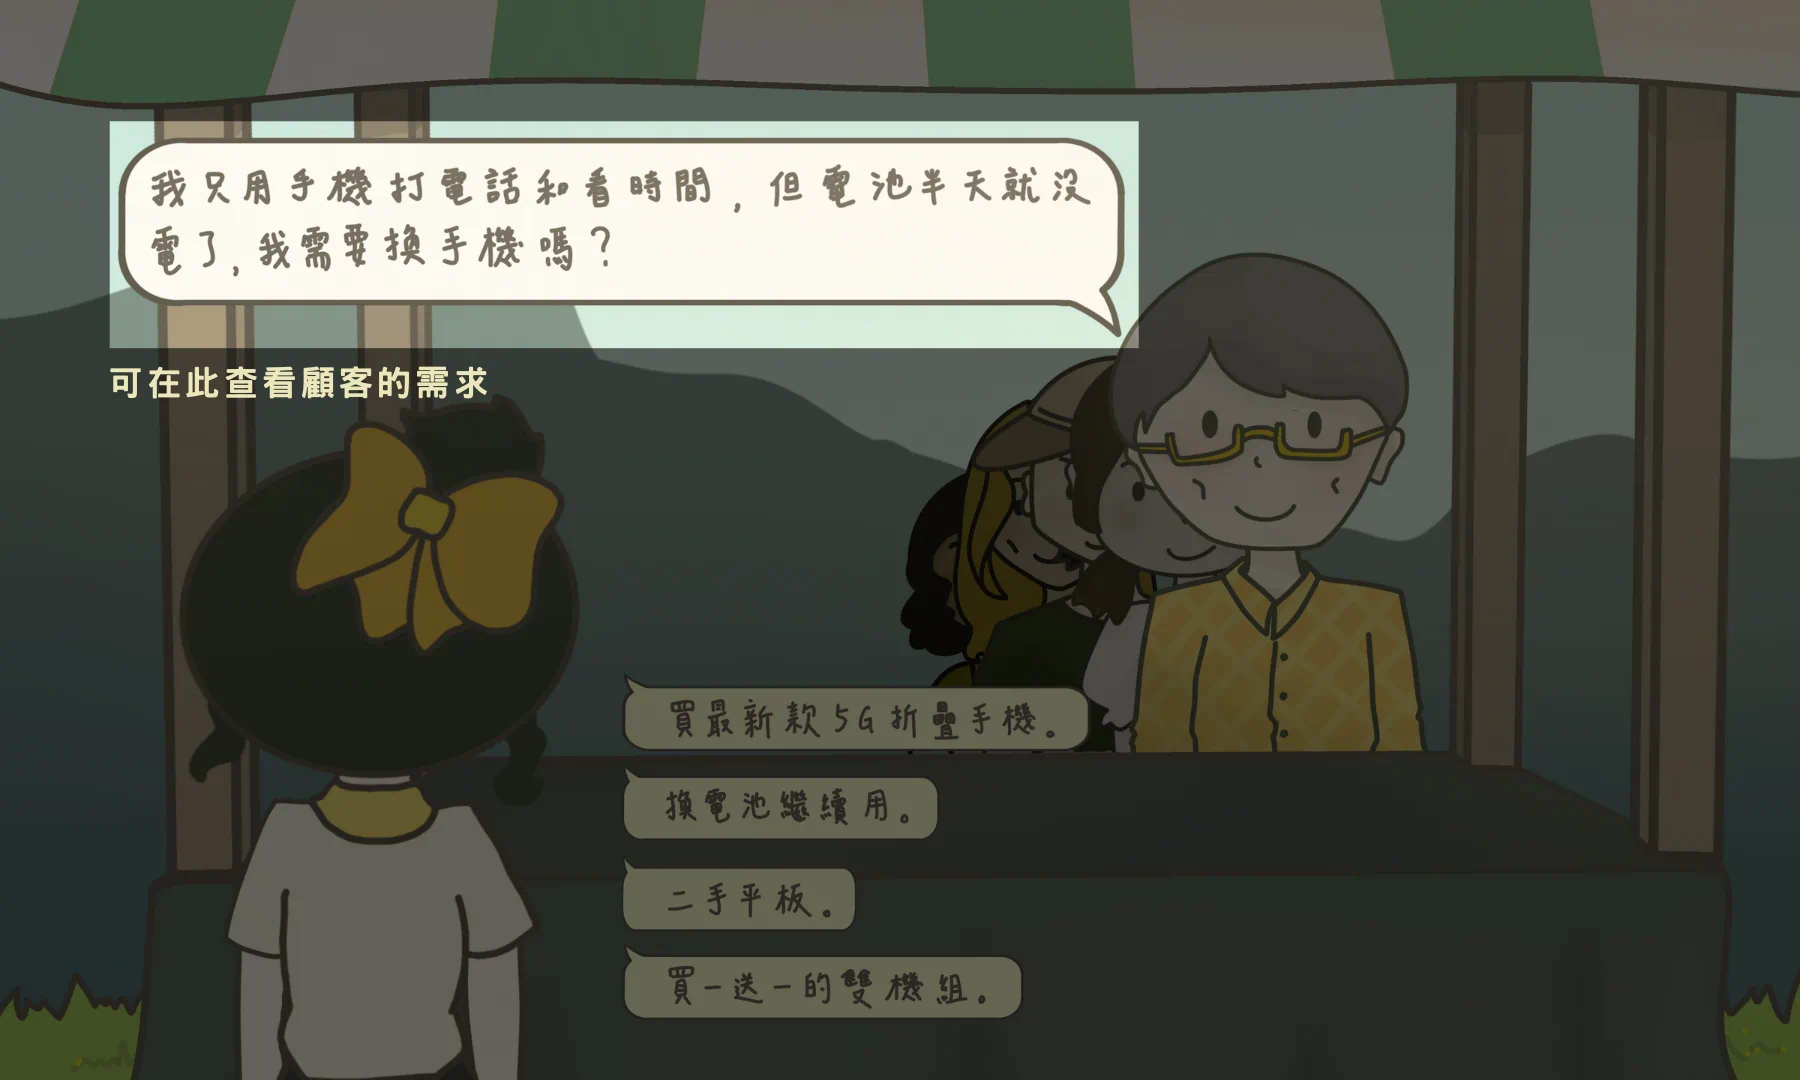 我只用手機打電話和看時間,但電池半天就沒
電了,我需要換手機嗎?
可在此查看顧客的需求
買最新款5G折疊手機。
換電池繼續用。
二手平板。
買一送一的雙機組。